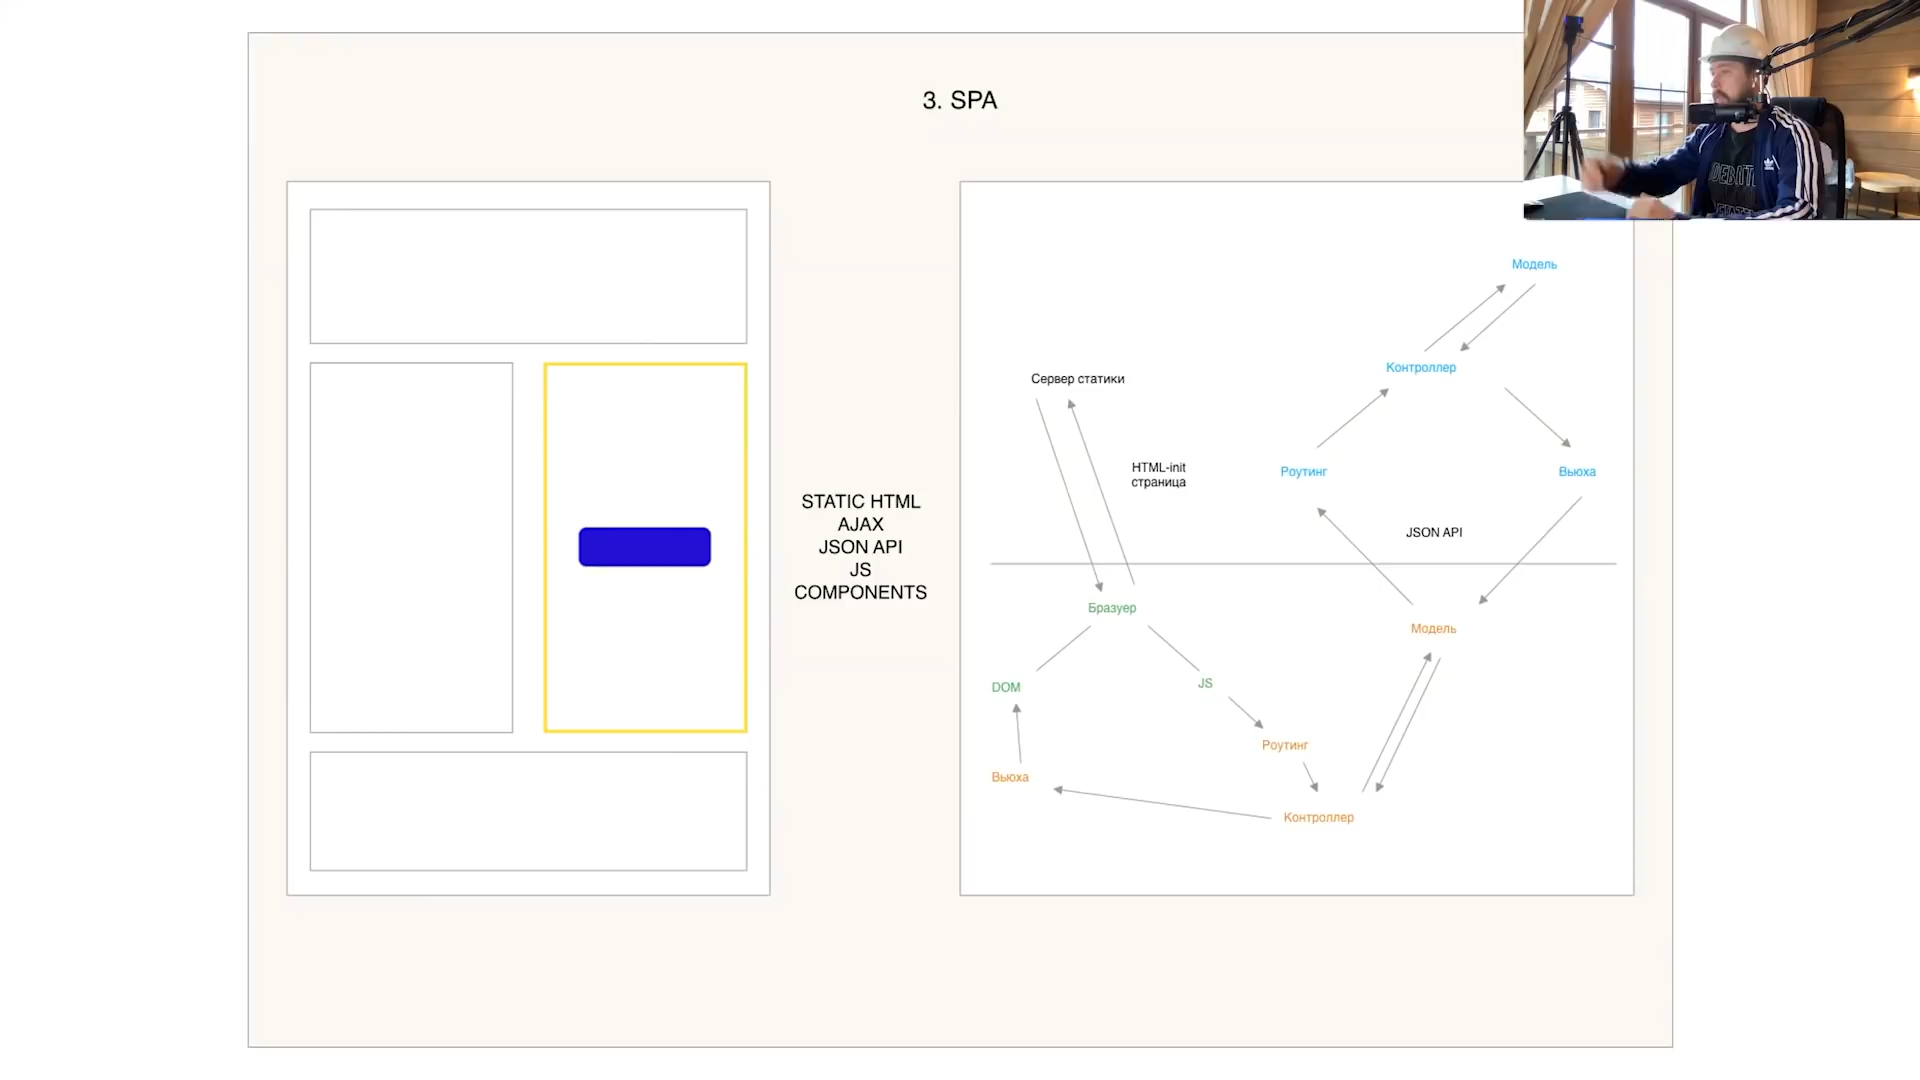 3. SPA
STATIC HTML
AJAX
JSON API
JS
COMPONENTS
Модель
Контроллер
Сервер статики
HTML-init
страница
Роутинг
Вьюха
JSON API
Бразуер
Модель
DOM
JS
Роутинг
Вьюха
Контроллер